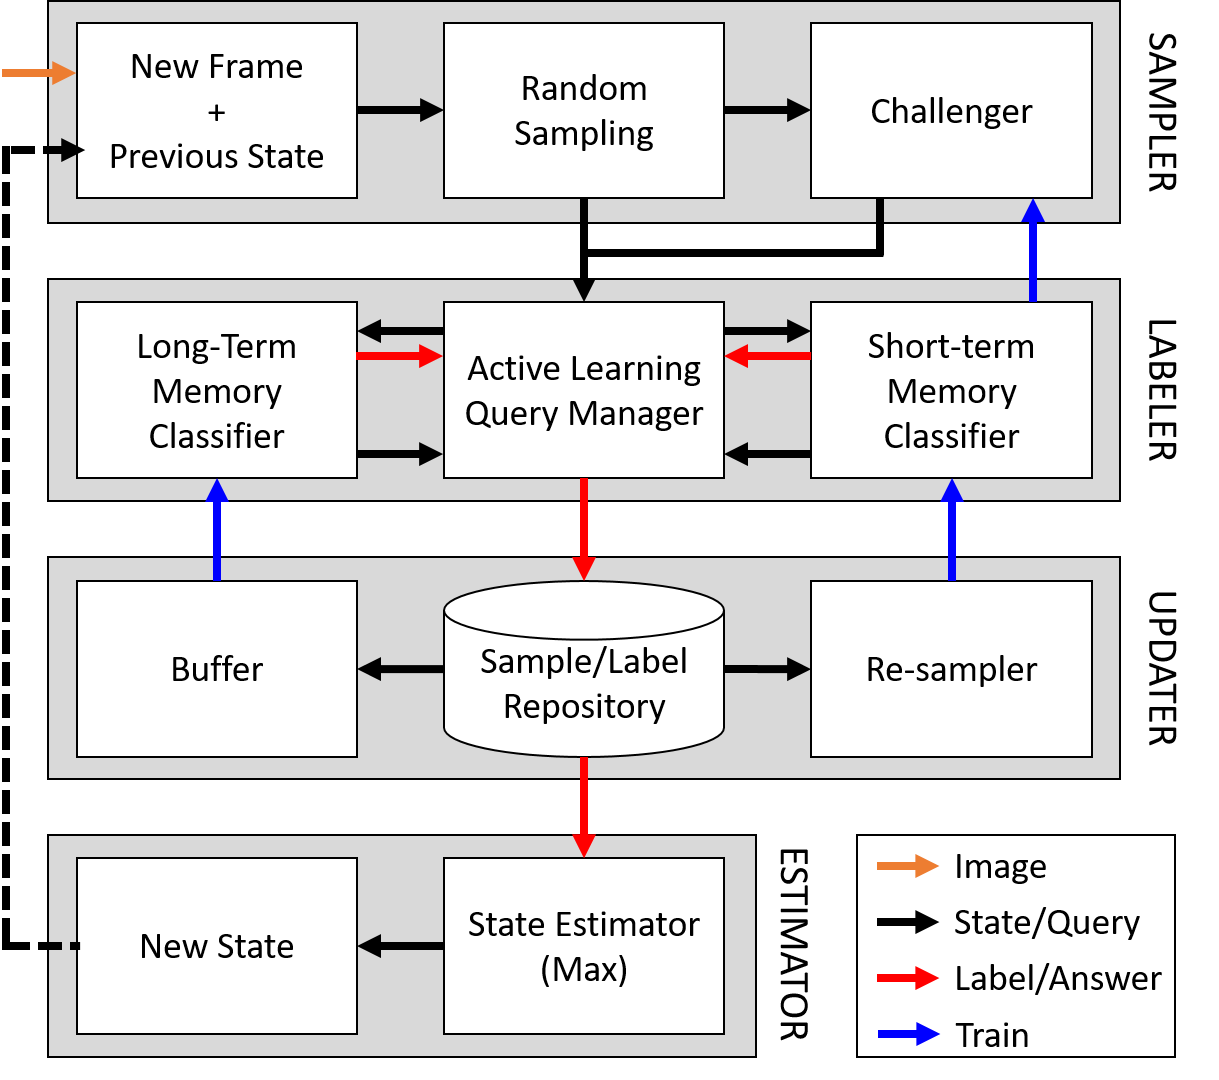 New Frame
+
Previous State
Random
Sampling
Challenger
SAMPLER
Long-Term
Memory
Classifier
Active Learning
Query Manager
Short-term
Memory
Classifier
LABELER
Buffer
Sample/Label
Repository
Re-sampler
UPDATER
New State
State Estimator
(Max)
ESTIMATOR
Image
State/Query
Label/Answer
Train